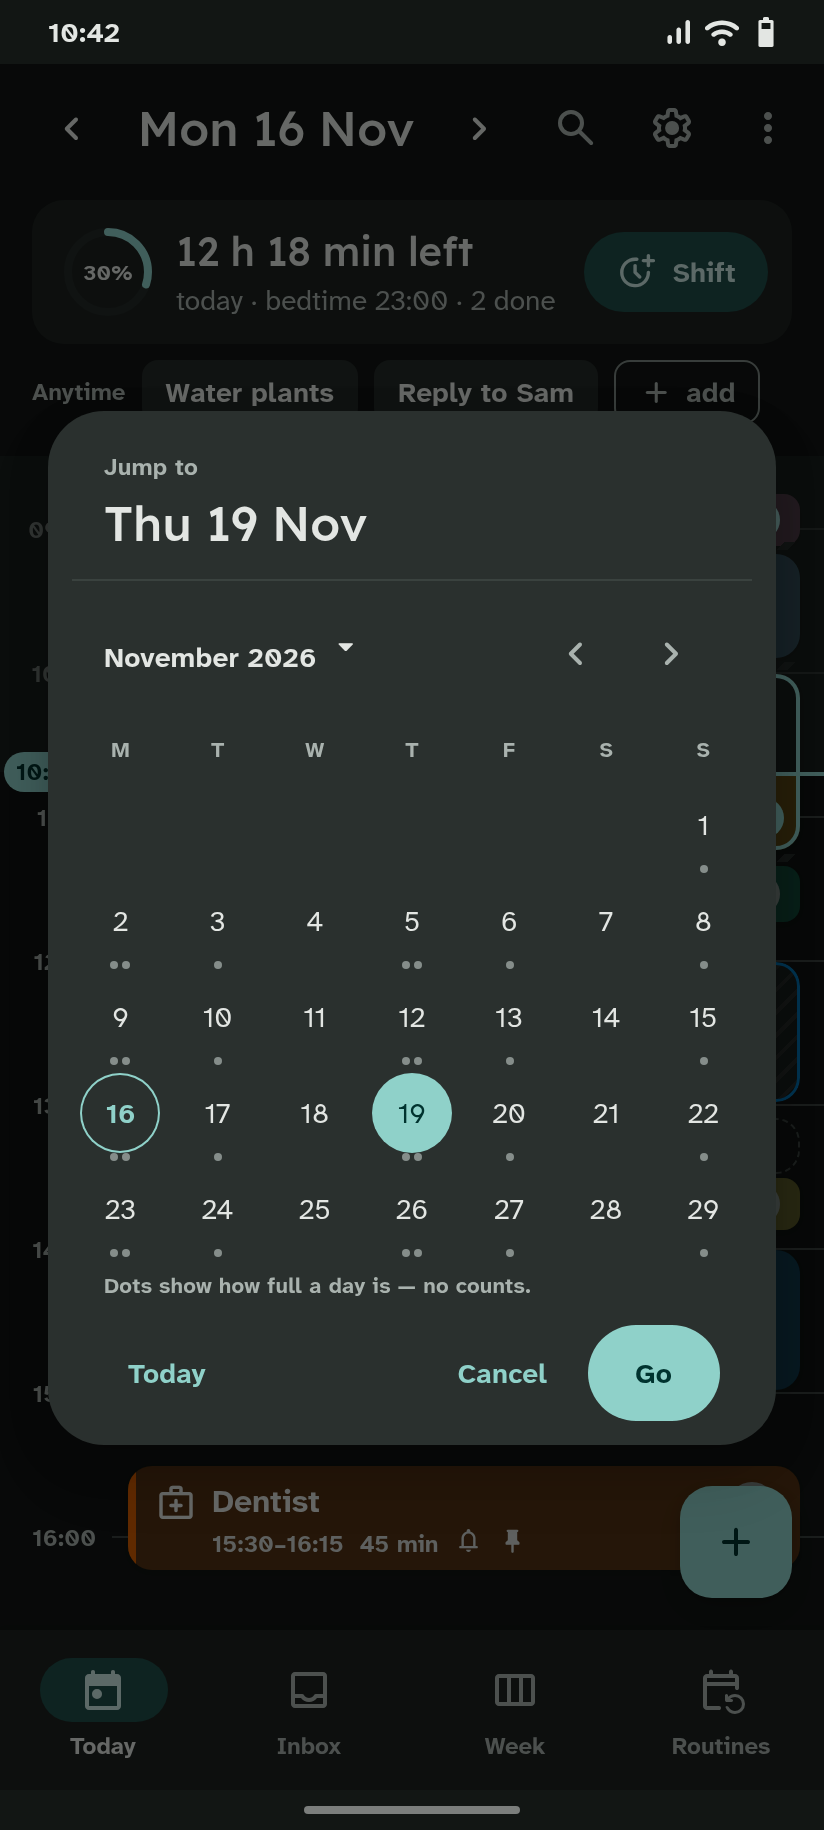 10:42
Mon 16 Nov
30%
12 h 18 min left
today · bedtime 23:00 · 2 done
Shift
Anytime
Water plants
Reply to Sam
add
Jump to
Thu 19 Nov
November 2026
M T W T F S S
1
2 3 4 5 6 7 8
9 10 11 12 13 14 15
16 17 18 19 20 21 22
23 24 25 26 27 28 29
Dots show how full a day is — no counts.
Today
Cancel
Go
Dentist
15:30–16:15 45 min
16:00
Today
Inbox
Week
Routines